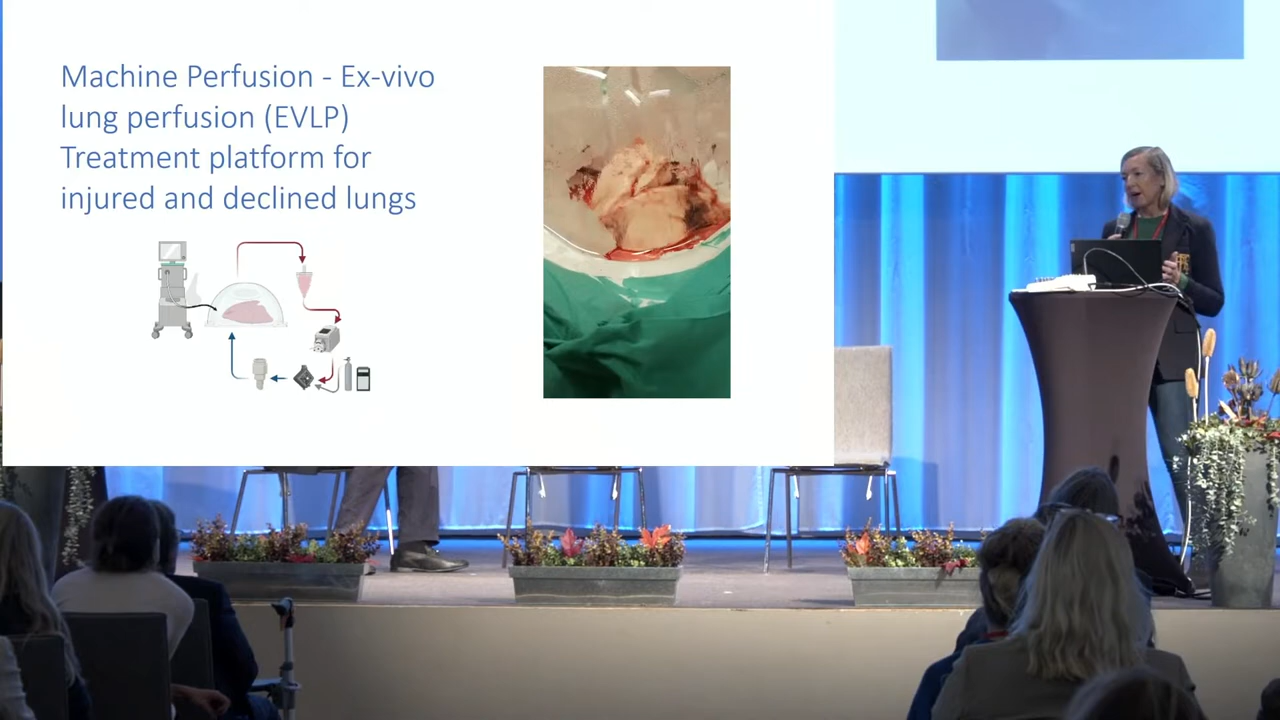 Machine Perfusion - Ex-vivo
lung perfusion (EVLP)
Treatment platform for
injured and declined lungs